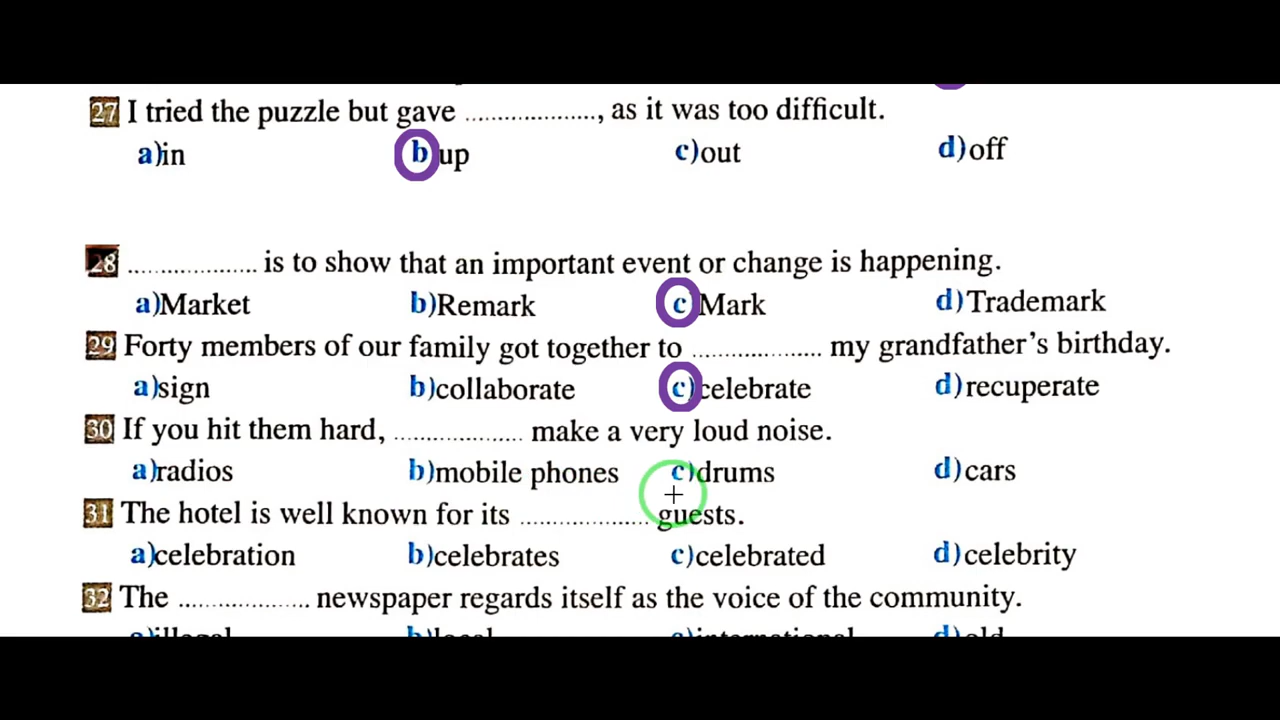 27 I tried the puzzle but gave ...................., as it was too difficult.
a)in b)up c)out d)off
28 .................... is to show that an important event or change is happening.
a)Market b)Remark c)Mark d)Trademark
29 Forty members of our family got together to .................... my grandfather's birthday.
a)sign b)collaborate c)celebrate d)recuperate
30 If you hit them hard, .................... make a very loud noise.
a)radios b)mobile phones c)drums d)cars
31 The hotel is well known for its .................... guests.
a)celebration b)celebrates c)celebrated d)celebrity
32 The .................... newspaper regards itself as the voice of the community.
a)illegal b)local c)international d)old